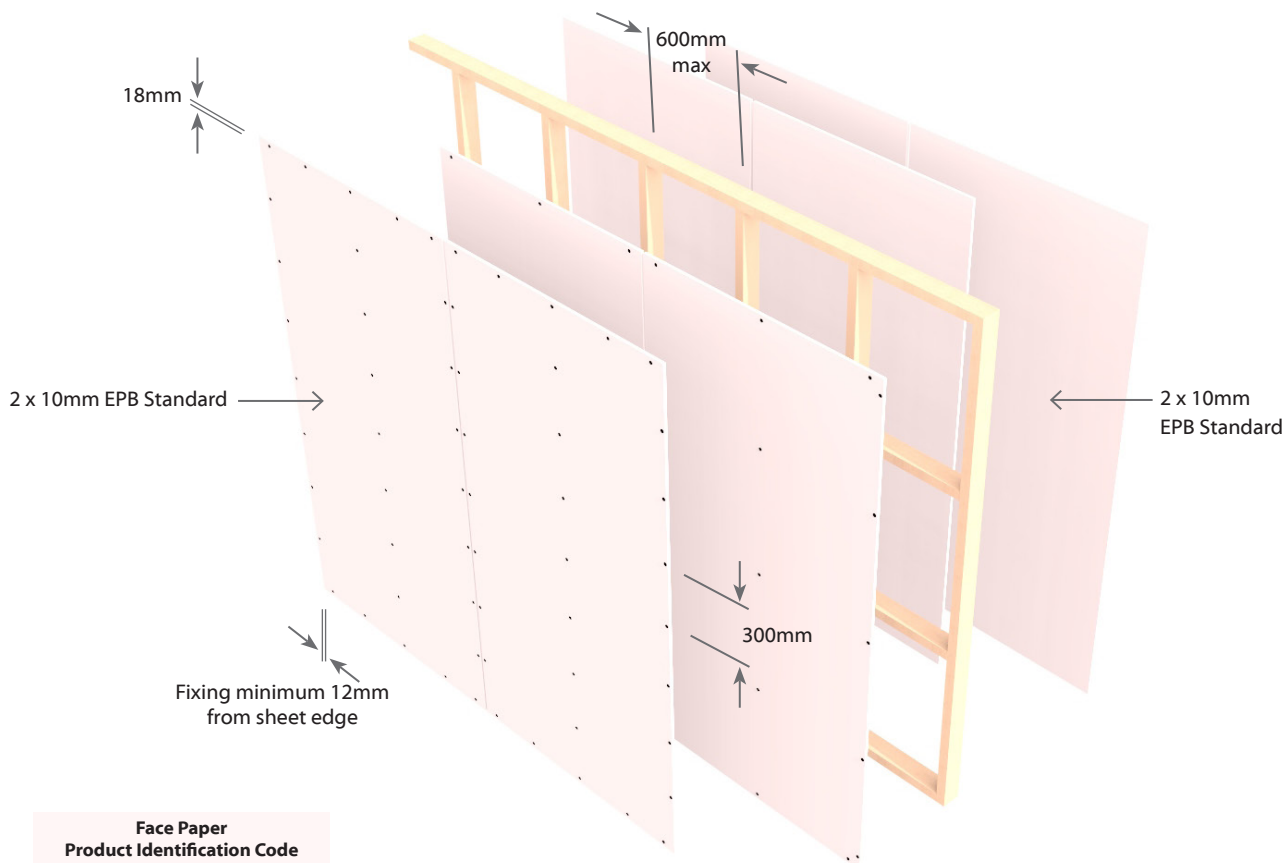 600mm
max
18mm
2 x 10mm EPB Standard
2 x 10mm
EPB Standard
300mm
Fixing minimum 12mm
from sheet edge
Face Paper
Product Identification Code